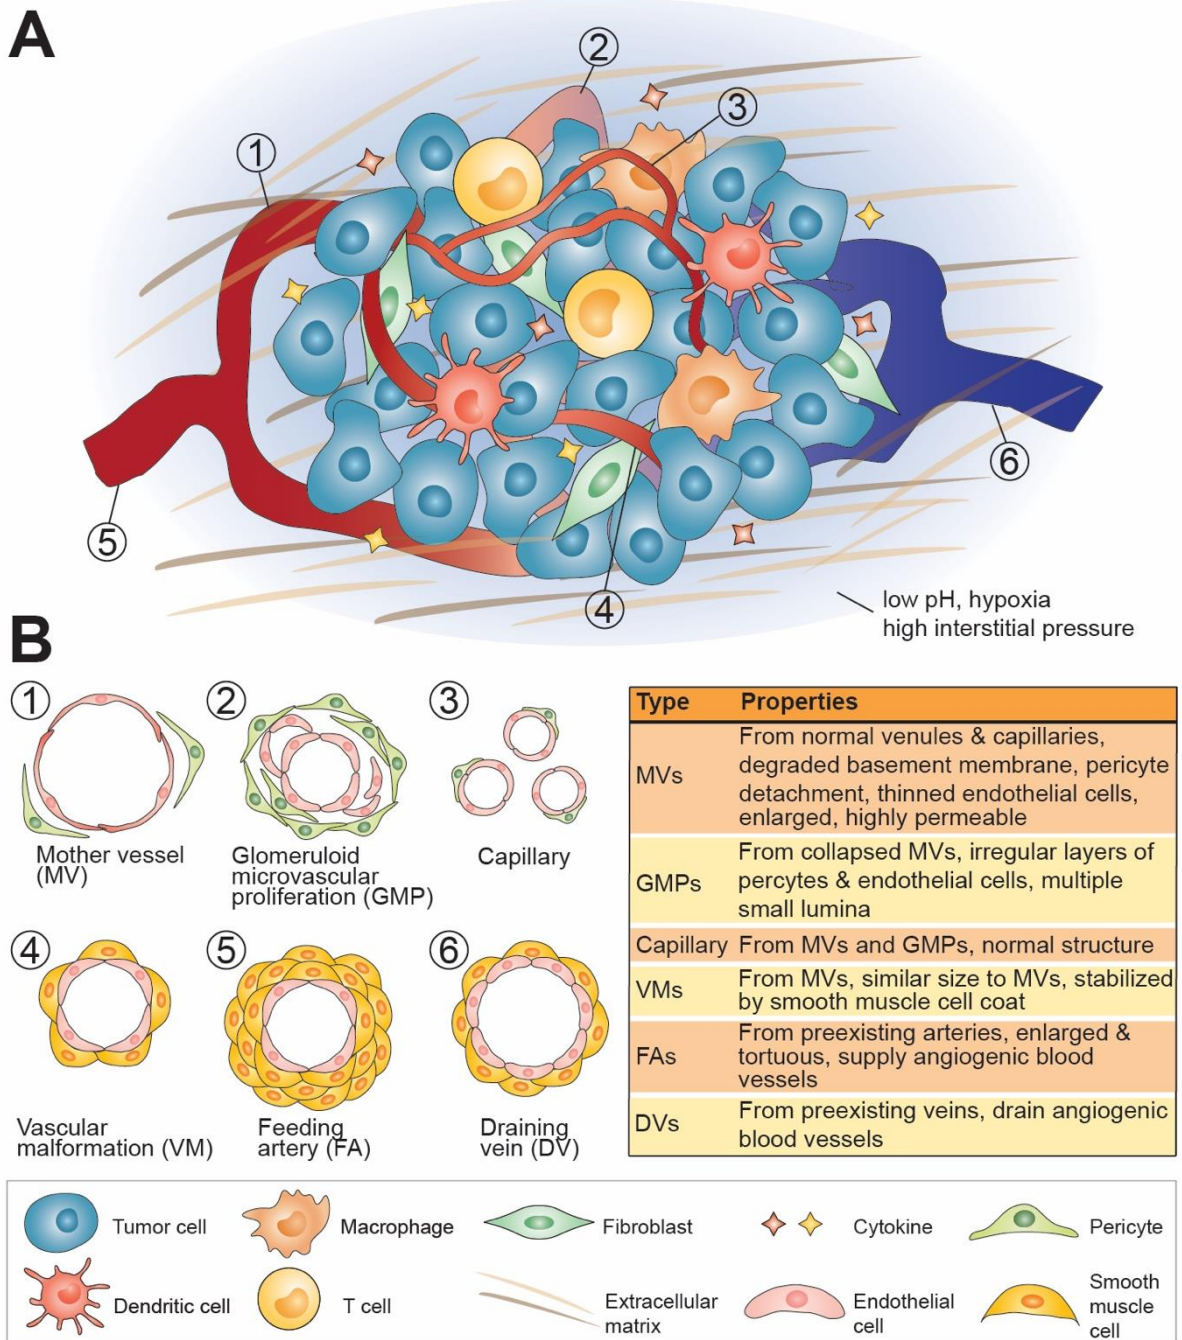 A
1
2
3
4
5
6
low pH, hypoxia
high interstitial pressure
B
1
Mother vessel
(MV)
2
Glomeruloid
microvascular
proliferation (GMP)
3
Capillary
4
Vascular
malformation (VM)
5
Feeding
artery (FA)
6
Draining
vein (DV)
Type Properties
MVs
From normal venules & capillaries,
degraded basement membrane, pericyte
detachment, thinned endothelial cells,
enlarged, highly permeable
GMPs
From collapsed MVs, irregular layers of
percytes & endothelial cells, multiple
small lumina
Capillary From MVs and GMPs, normal structure
VMs
From MVs, similar size to MVs, stabilized
by smooth muscle cell coat
FAs
From preexisting arteries, enlarged &
tortuous, supply angiogenic blood
vessels
DVs
From preexisting veins, drain angiogenic
blood vessels
Tumor cell
Macrophage
Fibroblast
Cytokine
Pericyte
Dendritic cell
T cell
Extracellular
matrix
Endothelial
cell
Smooth
muscle
cell